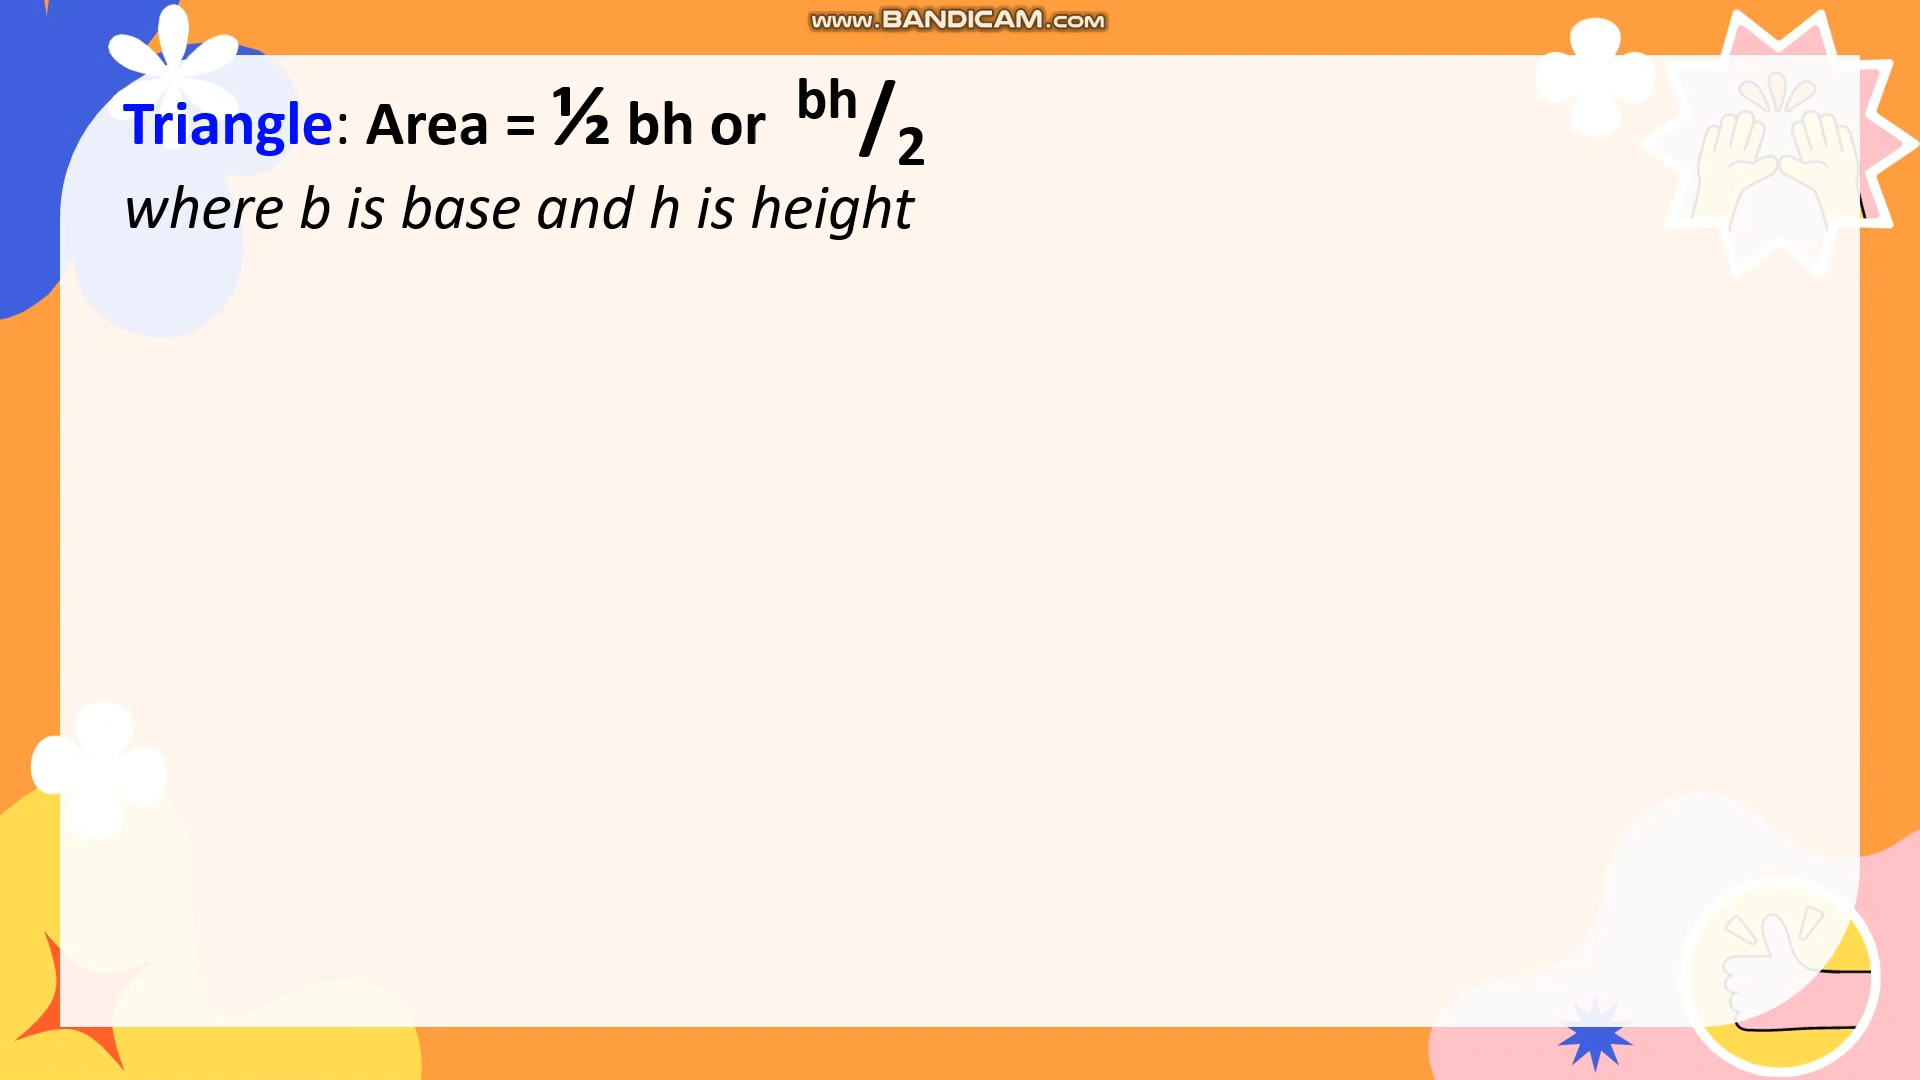 www.BANDICAM.com
Triangle: Area = ½ bh or bh/2
where b is base and h is height